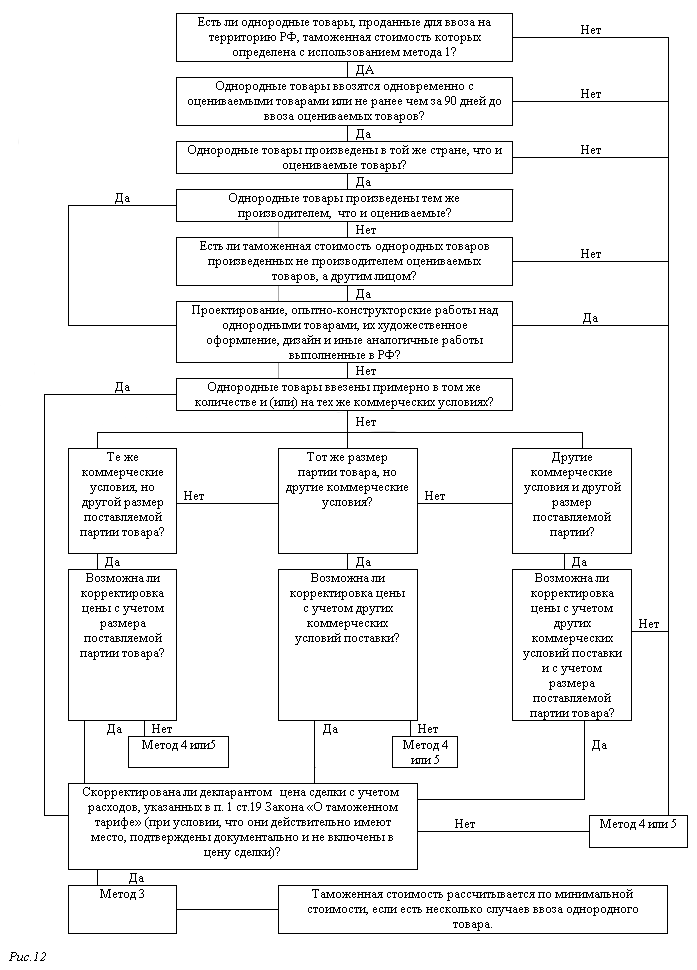 Есть ли однородные товары, проданные для ввоза на
территорию РФ, таможенная стоимость которых
определена с использованием метода 1?
Нет
ДА
Однородные товары ввозятся одновременно с
оцениваемыми товарами или не ранее чем за 90 дней до
ввоза оцениваемых товаров?
Нет
Да
Однородные товары произведены в той же стране, что и
оцениваемые товары?
Нет
Да
Однородные товары произведены тем же
производителем, что и оцениваемые?
Да
Нет
Есть ли таможенная стоимость однородных товаров
произведенных не производителем оцениваемых
товаров, а другим лицом?
Нет
Да
Проектирование, опытно-конструкторские работы над
однородными товарами, их художественное
оформление, дизайн и иные аналогичные работы
выполненные в РФ?
Да
Нет
Однородные товары ввезены примерно в том же
количестве и (или) на тех же коммерческих условиях?
Да
Нет
Те же
коммерческие
условия, но
другой размер
поставляемой
партии товара?
Нет
Тот же размер
партии товара, но
другие коммерческие
условия?
Нет
Другие
коммерческие
условия и другой
размер
поставляемой
партии?
Да
Да
Да
Возможна ли
корректировка
цены с учетом
размера
поставляемой
партии товара?
Возможна ли
корректировка цены
с учетом других
коммерческих
условий поставки?
Возможна ли
корректировка
цены с учетом
других
коммерческих
условий поставки
и с учетом
размера
поставляемой
партии товара?
Нет
Да
Нет
Да
Нет
Да
Метод 4 или5
Метод 4
или 5
Скорректирована ли декларантом цена сделки с учетом
расходов, указанных в п. 1 ст.19 Закона «О таможенном
тарифе» (при условии, что они действительно имеют
место, подтверждены документально и не включены в
цену сделки)?
Нет
Метод 4 или 5
Да
Метод 3
Таможенная стоимость рассчитывается по минимальной
стоимости, если есть несколько случаев ввоза однородного
товара.
Рис.12